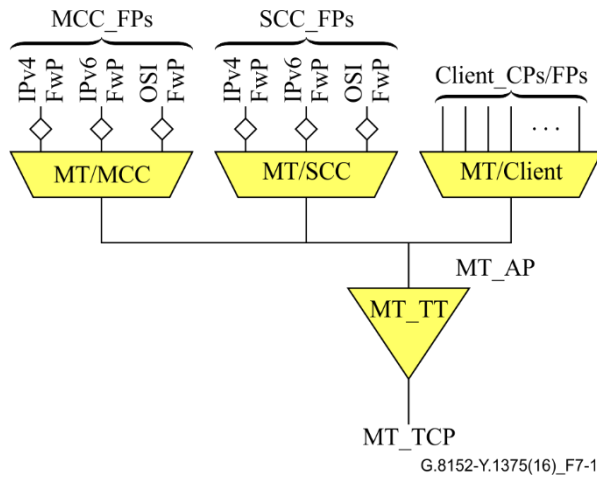 MCC_FPs
SCC_FPs
IPv4
FwP
IPv6
FwP
OSI
FwP
IPv4
FwP
IPv6
FwP
OSI
FwP
Client_CPs/FPs
...
MT/MCC
MT/SCC
MT/Client
MT_AP
MT_TT
MT_TCP
G.8152-Y.1375(16)_F7-1